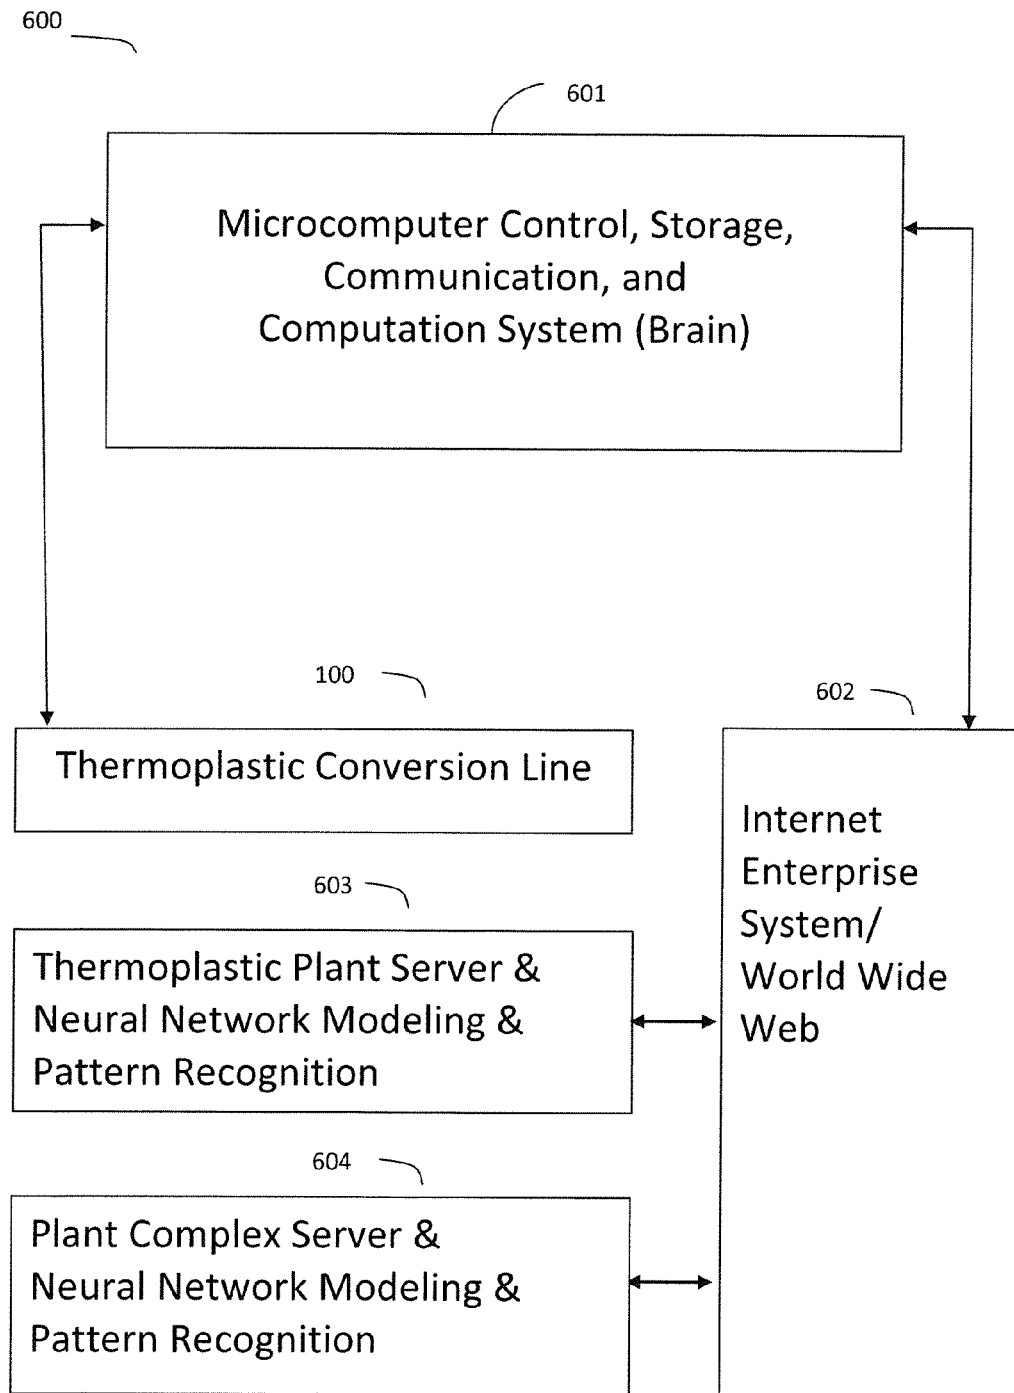 600
601
Microcomputer Control, Storage,
Communication, and
Computation System (Brain)
100
Thermoplastic Conversion Line
602
Internet
Enterprise
System/
World Wide
Web
603
Thermoplastic Plant Server &
Neural Network Modeling &
Pattern Recognition
604
Plant Complex Server &
Neural Network Modeling &
Pattern Recognition